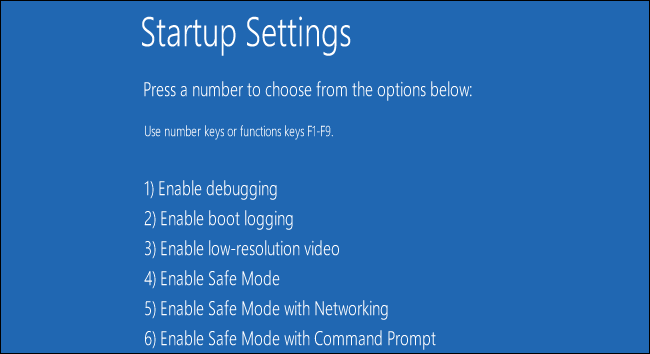 Startup Settings
Press a number to choose from the options below:
Use number keys or functions keys F1-F9.
1) Enable debugging
2) Enable boot logging
3) Enable low-resolution video
4) Enable Safe Mode
5) Enable Safe Mode with Networking
6) Enable Safe Mode with Command Prompt